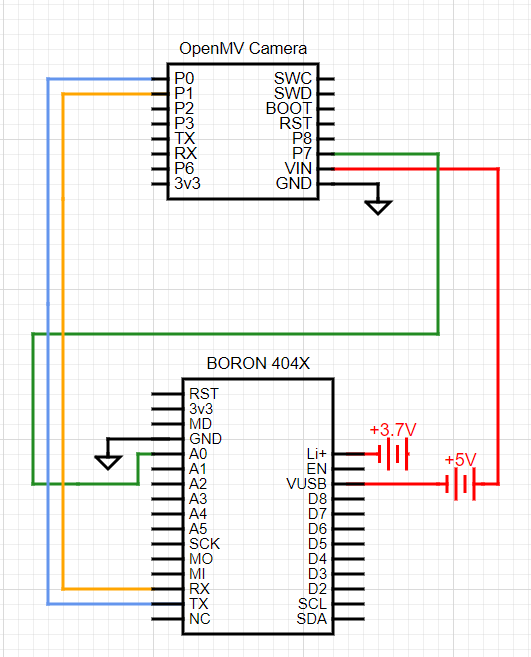 OpenMV Camera
P0 SWC
P1 SWD
P2 BOOT
P3 RST
TX P8
RX P7
P6 VIN
3v3 GND
BORON 404X
RST
3v3
MD
GND
A0 Li+
A1 EN
A2 VUSB
A3 D8
A4 D7
A5 D6
SCK D5
MO D4
MI D3
RX D2
TX SCL
NC SDA
+3.7V
+5V